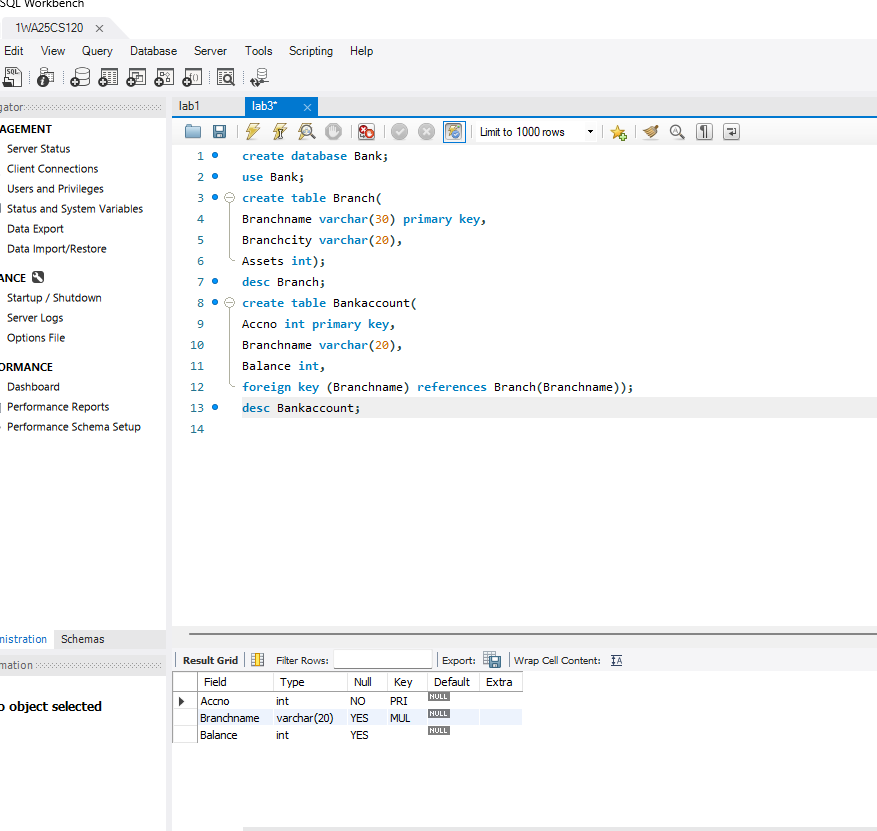 SQL Workbench
1WA25CS120
Edit View Query Database Server Tools Scripting Help
gator
lab1 lab3*
AGEMENT
Server Status
Client Connections
Users and Privileges
Status and System Variables
Data Export
Data Import/Restore
ANCE
Startup / Shutdown
Server Logs
Options File
ORMANCE
Dashboard
Performance Reports
Performance Schema Setup
Limit to 1000 rows
1 create database Bank;
2 use Bank;
3 create table Branch(
4 Branchname varchar(30) primary key,
5 Branchcity varchar(20),
6 Assets int);
7 desc Branch;
8 create table Bankaccount(
9 Accno int primary key,
10 Branchname varchar(20),
11 Balance int,
12 foreign key (Branchname) references Branch(Branchname));
13 desc Bankaccount;
14
nistration Schemas
mation
o object selected
Result Grid Filter Rows: Export: Wrap Cell Content:
Field Type Null Key Default Extra
Accno int NO PRI NULL
Branchname varchar(20) YES MUL NULL
Balance int YES NULL